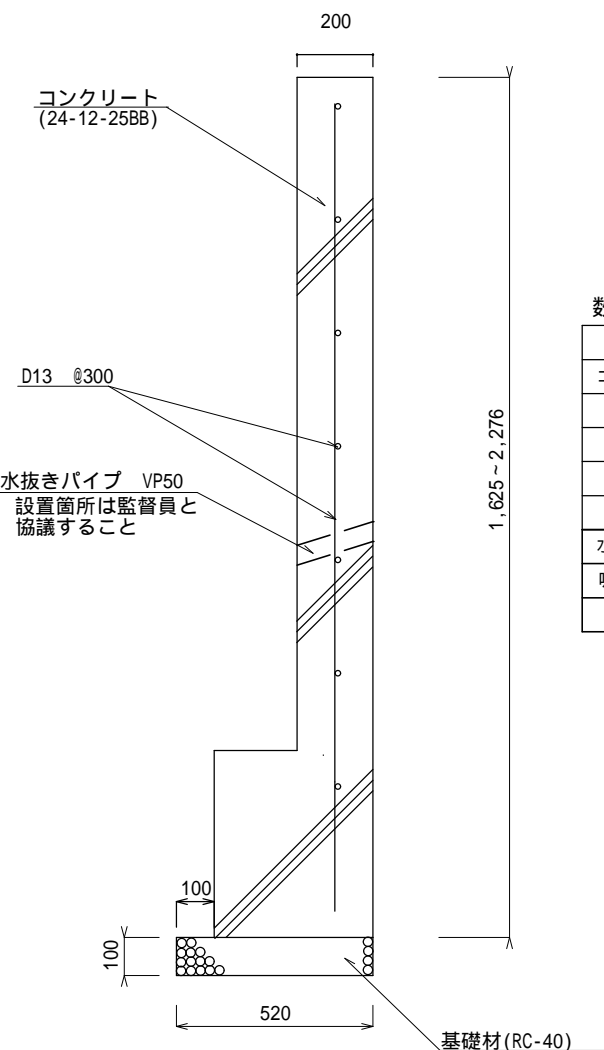 200
コンクリート
(24-12-25BB)
D13 @300
水抜きパイプ VP50
設置箇所は監督員と
協議すること
1,625～2,276
数
100
100
520
基礎材(RC-40)